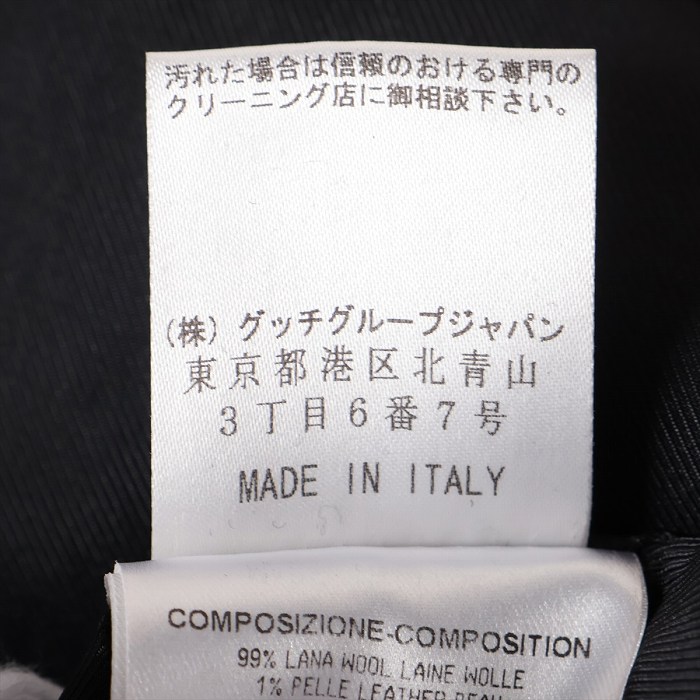 汚れた場合は信頼のおける専門の
クリーニング店に御相談下さい。
(株) グッチグループジャパン
東京都港区北青山
3丁目6番7号
MADE IN ITALY
COMPOSIZIONE-COMPOSITION
99% LANA WOOL LAINE WOLLE
1% PELLE LEATHER